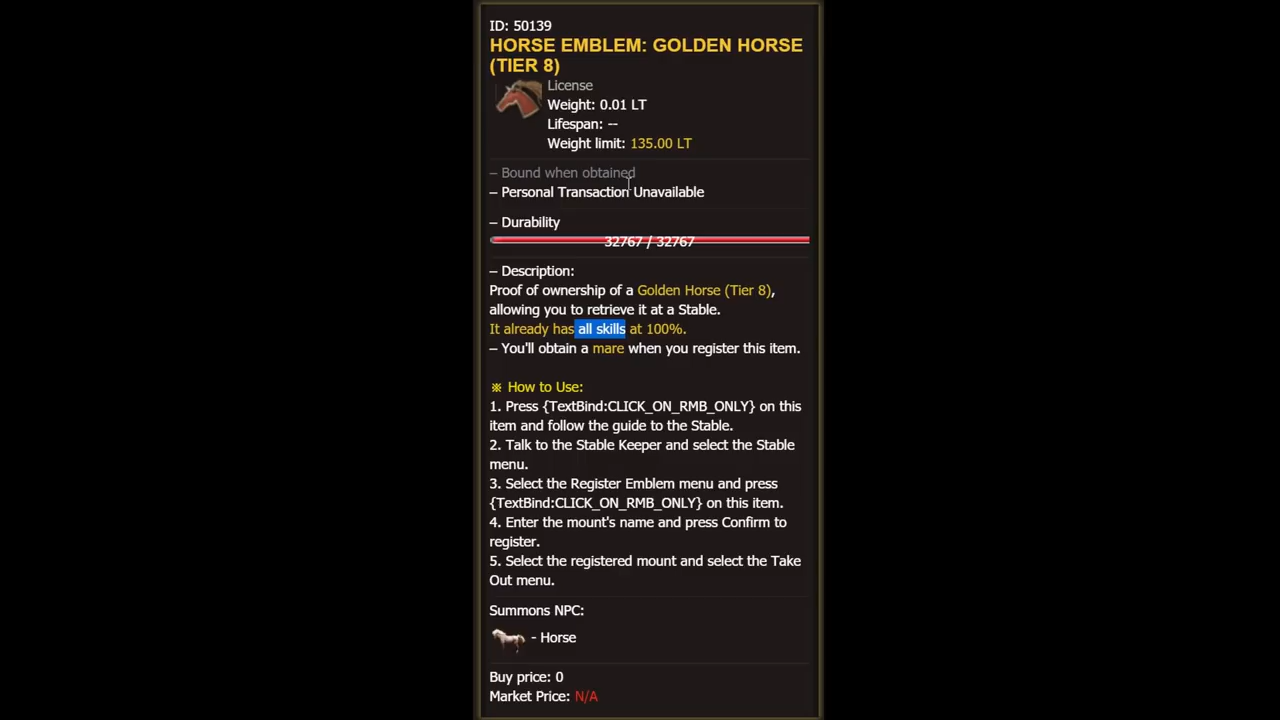 ID: 50139
HORSE EMBLEM: GOLDEN HORSE
(TIER 8)
License
Weight: 0.01 LT
Lifespan: --
Weight limit: 135.00 LT
– Bound when obtained
– Personal Transaction Unavailable
– Durability
32767 / 32767
– Description:
Proof of ownership of a Golden Horse (Tier 8),
allowing you to retrieve it at a Stable.
It already has all skills at 100%.
– You'll obtain a mare when you register this item.
※ How to Use:
1. Press {TextBind:CLICK_ON_RMB_ONLY} on this
item and follow the guide to the Stable.
2. Talk to the Stable Keeper and select the Stable
menu.
3. Select the Register Emblem menu and press
{TextBind:CLICK_ON_RMB_ONLY} on this item.
4. Enter the mount's name and press Confirm to
register.
5. Select the registered mount and select the Take
Out menu.
Summons NPC:
- Horse
Buy price: 0
Market Price: N/A